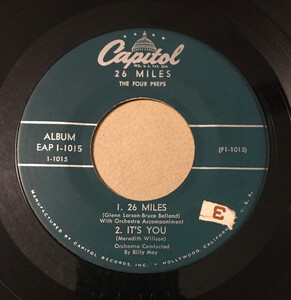 Capitol
26 MILES
THE FOUR PREPS
ALBUM
EAP 1-1015
1-1015
(F1-1015)
1. 26 MILES
(Glenn Larson-Bruce Belland)
With Orchestra Accompaniment
2. IT'S YOU
(Meredith Willson)
Orchestra Conducted
By Billy May
3
MANUFACTURED BY CAPITOL RECORDS, INC. HOLLYWOOD, CALIFORNIA, U.S.A.